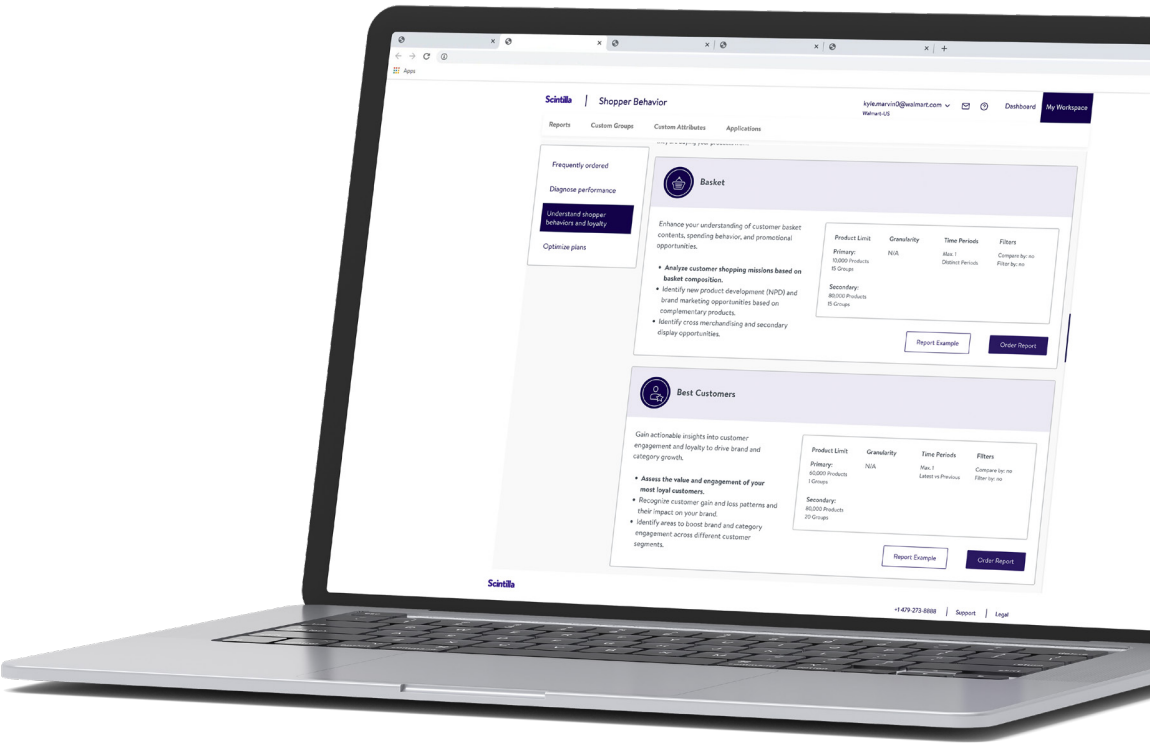 Apps
Scintilla | Shopper Behavior
kyle.marvin0@walmart.com
Walmart-US
Dashboard
My Workspace
Reports
Custom Groups
Custom Attributes
Applications
Frequently ordered
Diagnose performance
Understand shopper
behaviors and loyalty
Optimize plans
Basket
Enhance your understanding of customer basket
contents, spending behavior, and promotional
opportunities.
• Analyze customer shopping missions based on
basket composition.
• Identify new product development (NPD) and
brand marketing opportunities based on
complementary products.
• Identify cross merchandising and secondary
display opportunities.
Product Limit
Primary:
10,000 Products
15 Groups
Secondary:
80,000 Products
15 Groups
Granularity
N/A
Time Periods
Max. 1
Distinct Periods
Filters
Compare by: no
Filter by: no
Report Example
Order Report
Best Customers
Gain actionable insights into customer
engagement and loyalty to drive brand and
category growth.
• Assess the value and engagement of your
most loyal customers.
• Recognize customer gain and loss patterns and
their impact on your brand.
• Identify areas to boost brand and category
engagement across different customer
segments.
Product Limit
Primary:
60,000 Products
1 Groups
Secondary:
80,000 Products
20 Groups
Granularity
N/A
Time Periods
Max. 1
Latest vs Previous
Filters
Compare by: no
Filter by: no
Report Example
Order Report
Scintilla
+1 479-273-8888 | Support | Legal